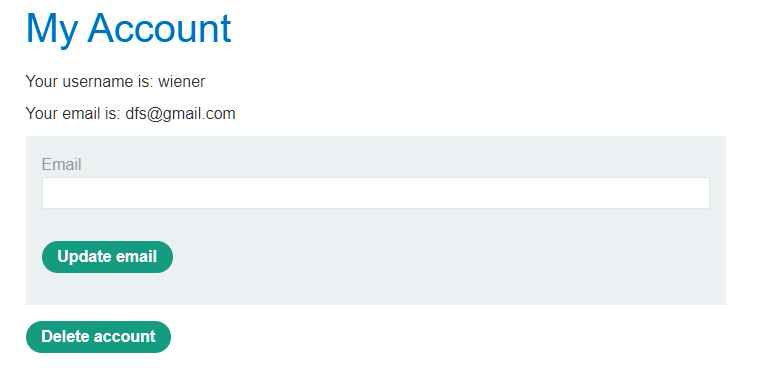 My Account
Your username is: wiener
Your email is: dfs@gmail.com
Email
Update email
Delete account